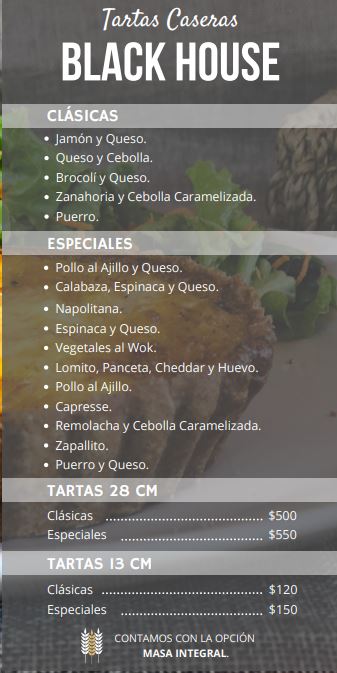 Tartas Caseras
BLACK HOUSE
CLÁSICAS
• Jamón y Queso.
• Queso y Cebolla.
• Brocolí y Queso.
• Zanahoria y Cebolla Caramelizada.
• Puerro.
ESPECIALES
• Pollo al Ajillo y Queso.
• Calabaza, Espinaca y Queso.
• Napolitana.
• Espinaca y Queso.
• Vegetales al Wok.
• Lomito, Panceta, Cheddar y Huevo.
• Pollo al Ajillo.
• Capresse.
• Remolacha y Cebolla Caramelizada.
• Zapallito.
• Puerro y Queso.
TARTAS 28 CM
Clásicas ........................................ $500
Especiales .................................... $550
TARTAS 13 CM
Clásicas ......................................... $120
Especiales .................................... $150
CONTAMOS CON LA OPCIÓN
MASA INTEGRAL.